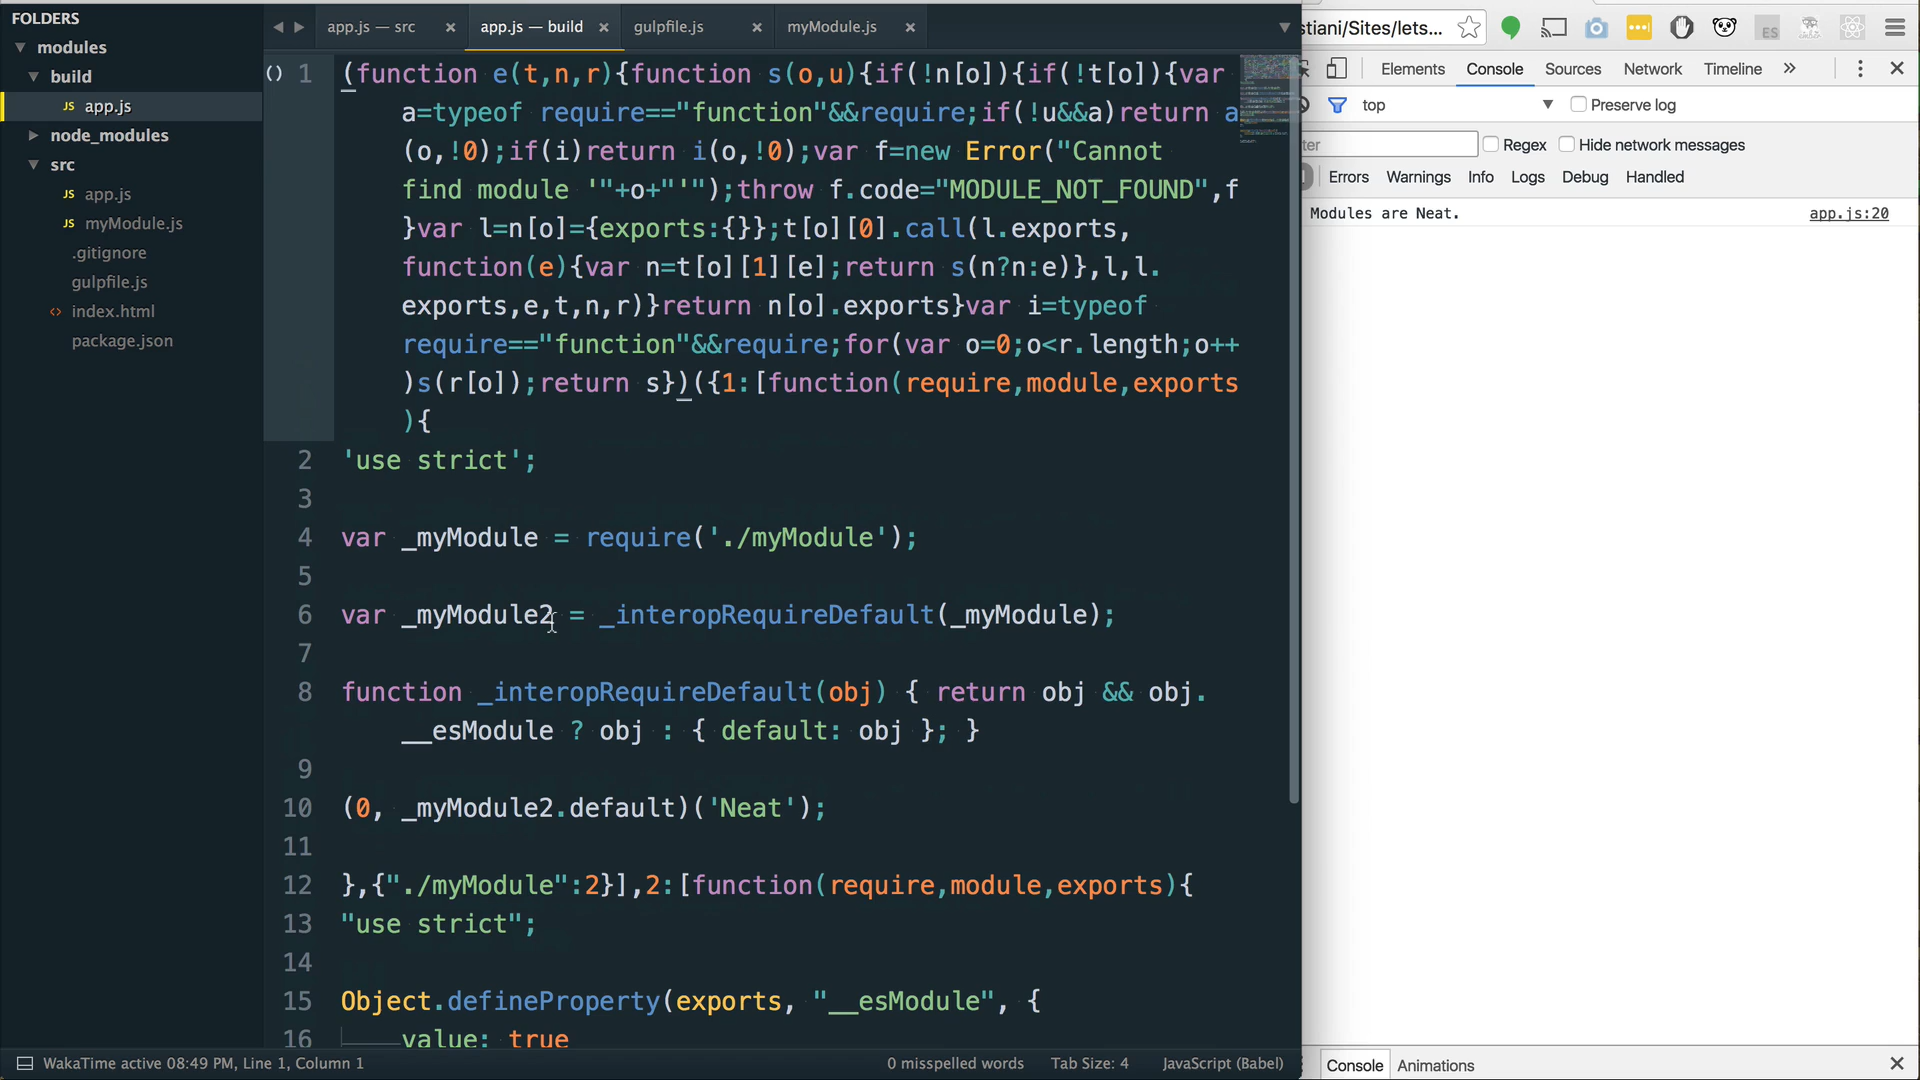 FOLDERS
modules
build
JS app.js
node_modules
src
JS app.js
JS myModule.js
.gitignore
gulpfile.js
<> index.html
package.json
app.js — src ×
app.js — build ×
gulpfile.js ×
myModule.js ×
() 1 (function e(t,n,r){function s(o,u){if(!n[o]){if(!t[o]){var
a=typeof require=="function"&&require;if(!u&&a)return a
(o,!0);if(i)return i(o,!0);var f=new Error("Cannot
find module '"+o+"'");throw f.code="MODULE_NOT_FOUND",f
}var l=n[o]={exports:{}};t[o][0].call(l.exports,
function(e){var n=t[o][1][e];return s(n?n:e)},l,l.
exports,e,t,n,r)}return n[o].exports}var i=typeof
require=="function"&&require;for(var o=0;o<r.length;o++
)s(r[o]);return s})({1:[function(require,module,exports
){
2 'use strict';
3
4 var _myModule = require('./myModule');
5
6 var _myModule2 = _interopRequireDefault(_myModule);
7
8 function _interopRequireDefault(obj) { return obj && obj.
__esModule ? obj : { default: obj }; }
9
10 (0, _myModule2.default)('Neat');
11
12 },{"./myModule":2}],2:[function(require,module,exports){
13 "use strict";
14
15 Object.defineProperty(exports, "__esModule", {
16 value: true
WakaTime active 08:49 PM, Line 1, Column 1
0 misspelled words
Tab Size: 4
JavaScript (Babel)
stiani/Sites/lets...
ES
Elements Console Sources Network Timeline »
top
Preserve log
ter
Regex
Hide network messages
Errors Warnings Info Logs Debug Handled
Modules are Neat. app.js:20
Console Animations